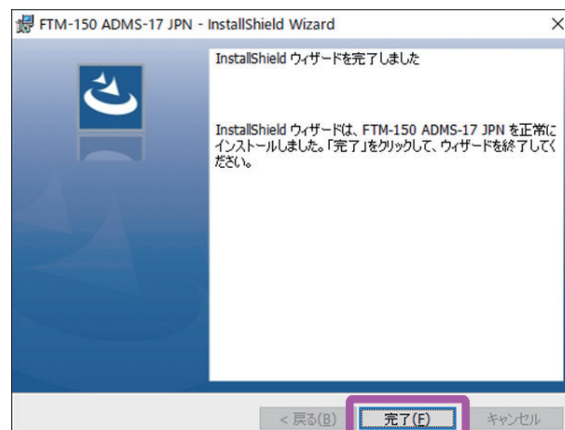 FTM-150 ADMS-17 JPN - InstallShield Wizard
InstallShield ウィザードを完了しました
InstallShield ウィザードは、FTM-150 ADMS-17 JPN を正常に
インストールしました。「完了」をクリックして、ウィザードを終了してく
ださい。
< 戻る(B)
完了(F)
キャンセル